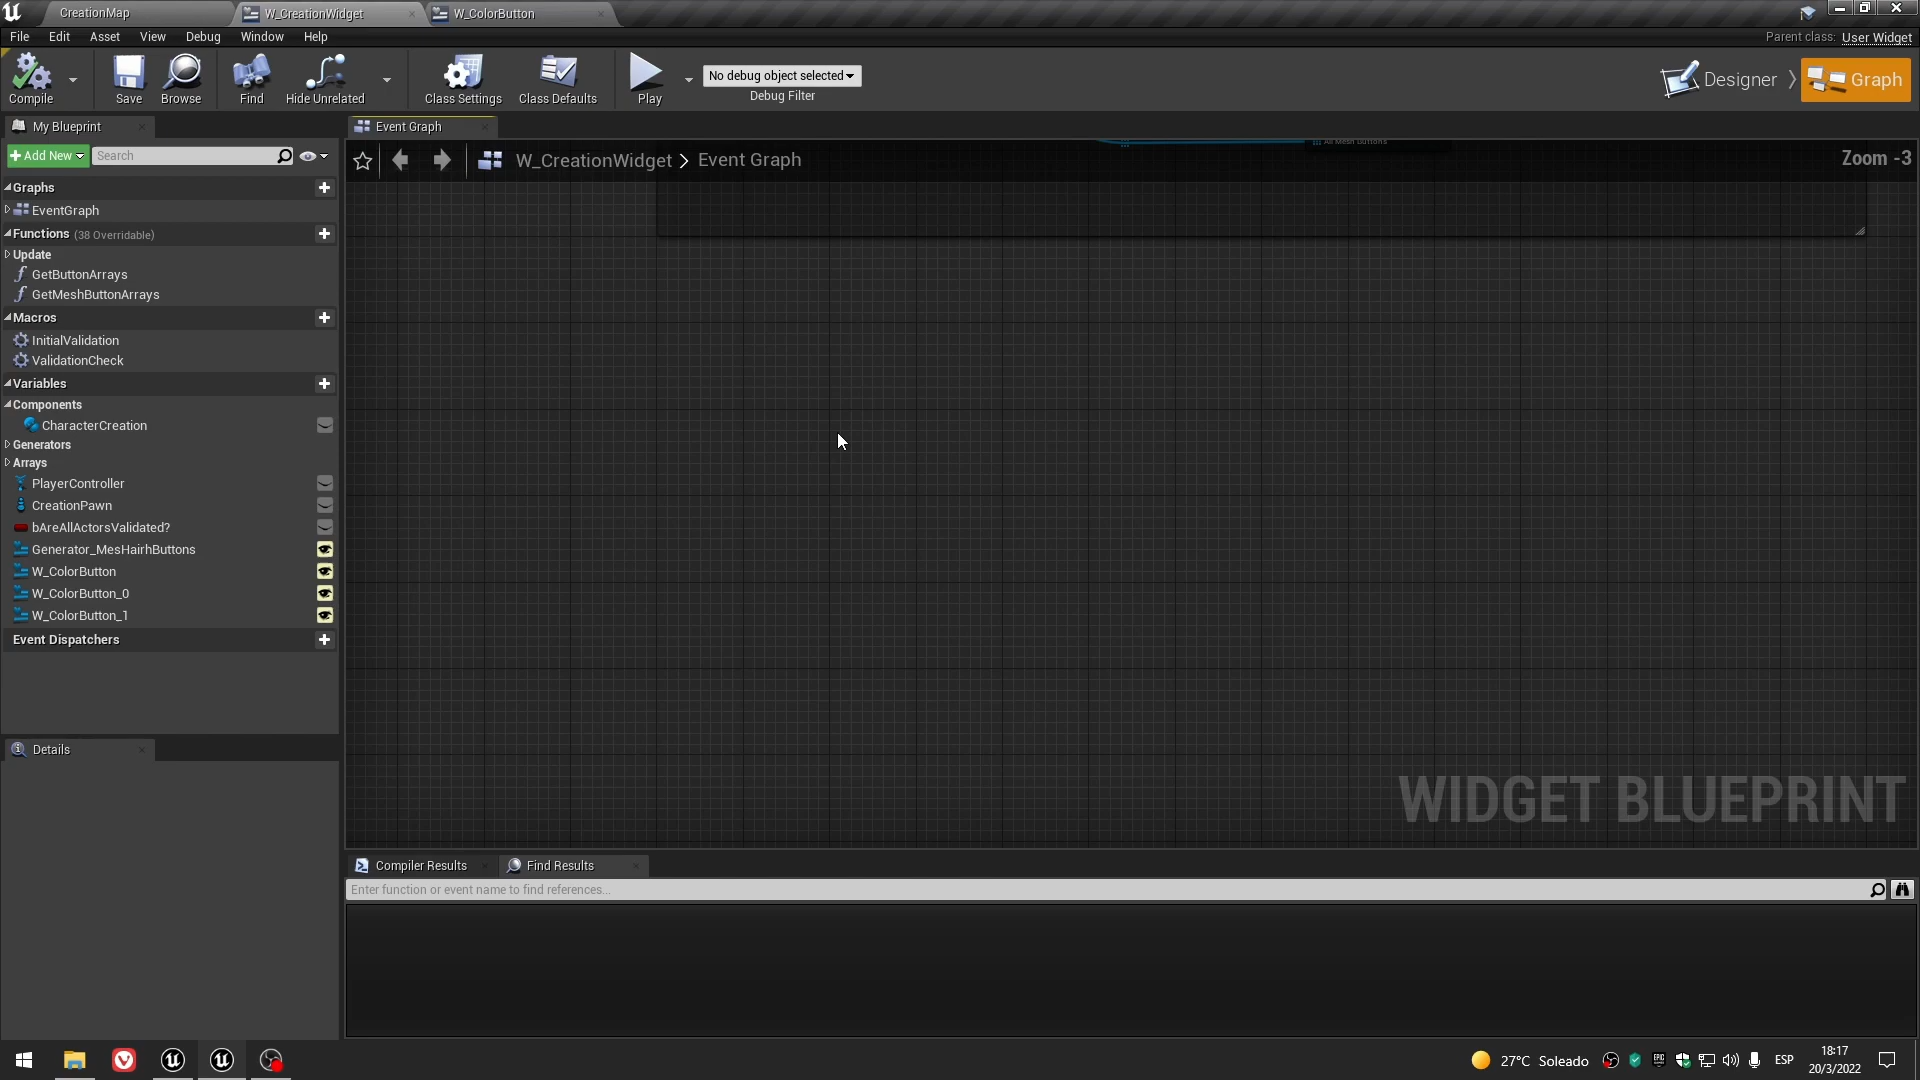 CreationMap
W_CreationWidget
W_ColorButton
File Edit Asset View Debug Window Help
Parent class: User Widget
Compile
Save
Browse
Find
Hide Unrelated
Class Settings
Class Defaults
Play
No debug object selected
Debug Filter
Designer
Graph
My Blueprint
Event Graph
Add New
Search
W_CreationWidget > Event Graph
All Mesh Buttons
Zoom -3
Graphs
EventGraph
Functions (38 Overridable)
Update
GetButtonArrays
GetMeshButtonArrays
Macros
InitialValidation
ValidationCheck
Variables
Components
CharacterCreation
Generators
Arrays
PlayerController
CreationPawn
bAreAllActorsValidated?
Generator_MesHairhButtons
W_ColorButton
W_ColorButton_0
W_ColorButton_1
Event Dispatchers
Details
WIDGET BLUEPRINT
Compiler Results
Find Results
Enter function or event name to find references...
27°C Soleado
ESP
18:17
20/3/2022